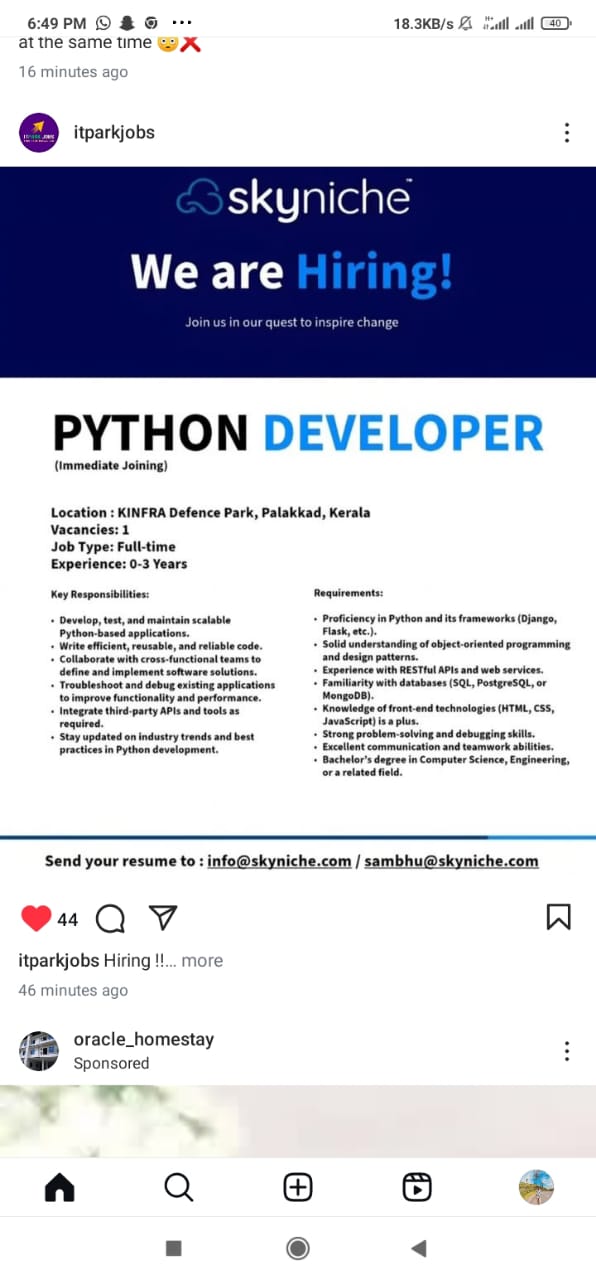 6:49 PM
18.3KB/s
H+
40
at the same time 😳❌
16 minutes ago
itparkjobs
skyniche™
We are Hiring!
Join us in our quest to inspire change
PYTHON DEVELOPER
(Immediate Joining)
Location : KINFRA Defence Park, Palakkad, Kerala
Vacancies: 1
Job Type: Full-time
Experience: 0-3 Years
Key Responsibilities:
• Develop, test, and maintain scalable
Python-based applications.
• Write efficient, reusable, and reliable code.
• Collaborate with cross-functional teams to
define and implement software solutions.
• Troubleshoot and debug existing applications
to improve functionality and performance.
• Integrate third-party APIs and tools as
required.
• Stay updated on industry trends and best
practices in Python development.
Requirements:
• Proficiency in Python and its frameworks (Django,
Flask, etc.).
• Solid understanding of object-oriented programming
and design patterns.
• Experience with RESTful APIs and web services.
• Familiarity with databases (SQL, PostgreSQL, or
MongoDB).
• Knowledge of front-end technologies (HTML, CSS,
JavaScript) is a plus.
• Strong problem-solving and debugging skills.
• Excellent communication and teamwork abilities.
• Bachelor's degree in Computer Science, Engineering,
or a related field.
Send your resume to : info@skyniche.com / sambhu@skyniche.com
44
itparkjobs Hiring !!... more
46 minutes ago
oracle_homestay
Sponsored